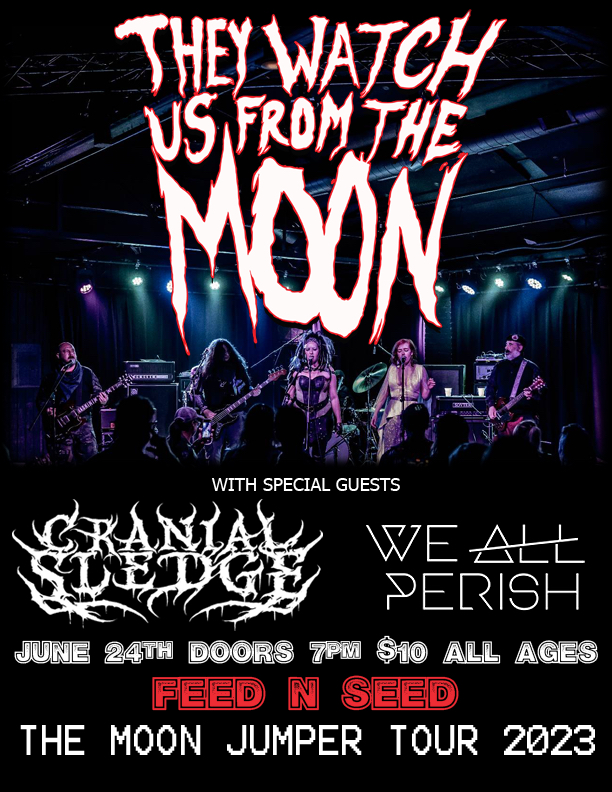 THEY WATCH
US FROM THE
MOON
WITH SPECIAL GUESTS
CRANIAL
SLEDGE
WE ALL
PERISH
JUNE 24TH DOORS 7PM $10 ALL AGES
FEED N SEED
THE MOON JUMPER TOUR 2023